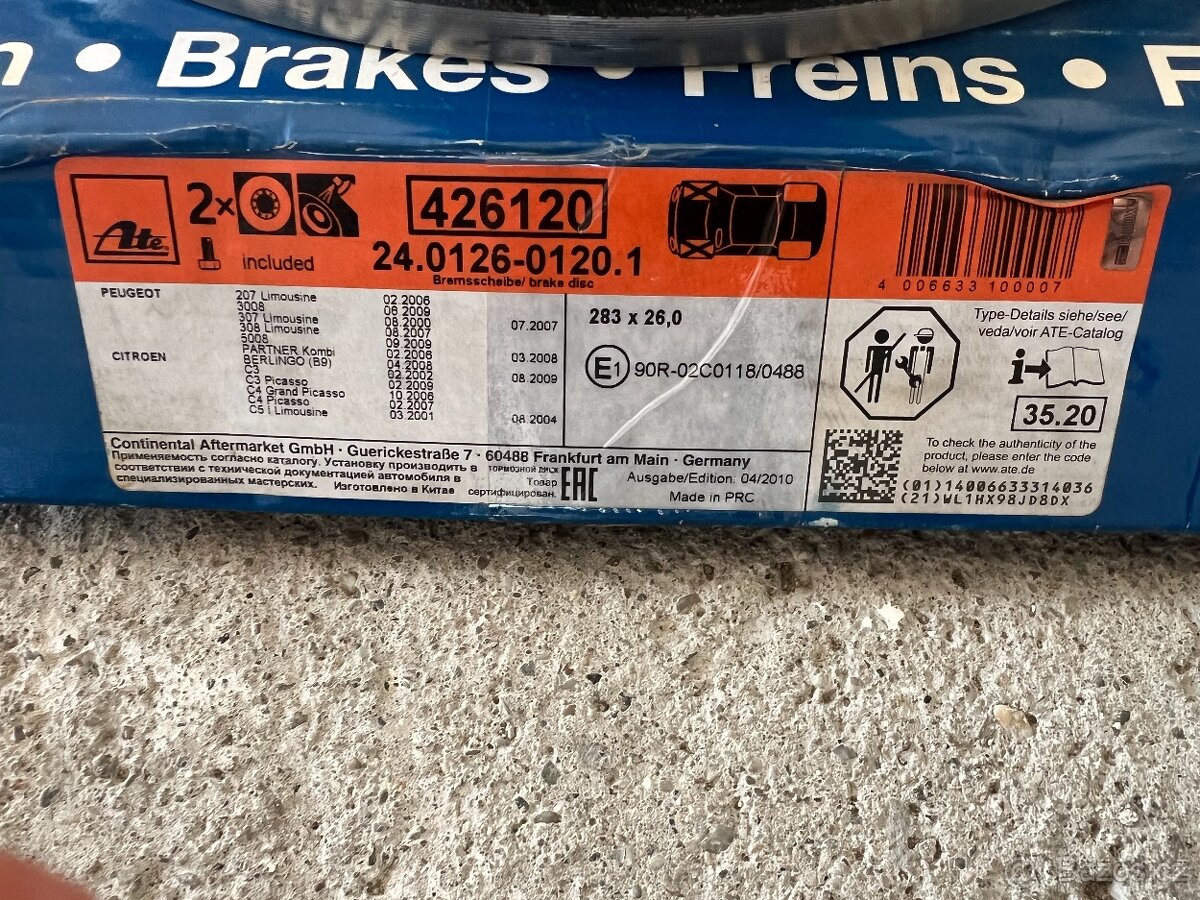 n • Brakes • Freins • F
Ate
2x
included
426120
24.0126-0120.1
Bremsscheibe/ brake disc
4 006633 100007
PEUGEOT 207 Limousine 02.2006
3008 06.2009
307 Limousine 08.2000 07.2007
308 Limousine 08.2007
5008 09.2009
PARTNER Kombi 02.2006
CITROEN BERLINGO (B9) 04.2008 03.2008
C3 02.2002 08.2009
C3 Picasso 02.2009
C4 Grand Picasso 10.2006
C4 Picasso 02.2007
C5 I Limousine 03.2001 08.2004
283 x 26,0
E1 90R-02C0118/0488
Type-Details siehe/see/
veda/voir ATE-Catalog
i
35.20
To check the authenticity of the
product, please enter the code
below at www.ate.de
(01)14006633314036
(21)WL1HX98JD8DX
Continental Aftermarket GmbH · Guerickestraße 7 · 60488 Frankfurt am Main · Germany
Применяемость согласно каталогу. Установку производить в
соответствии с технической документацией автомобиля в
специализированных мастерских. Изготовлено в Китае
ТОРМОЗНОЙ ДИСК
Товар
сертифицирован.
EAC
Ausgabe/Edition: 04/2010
Made in PRC